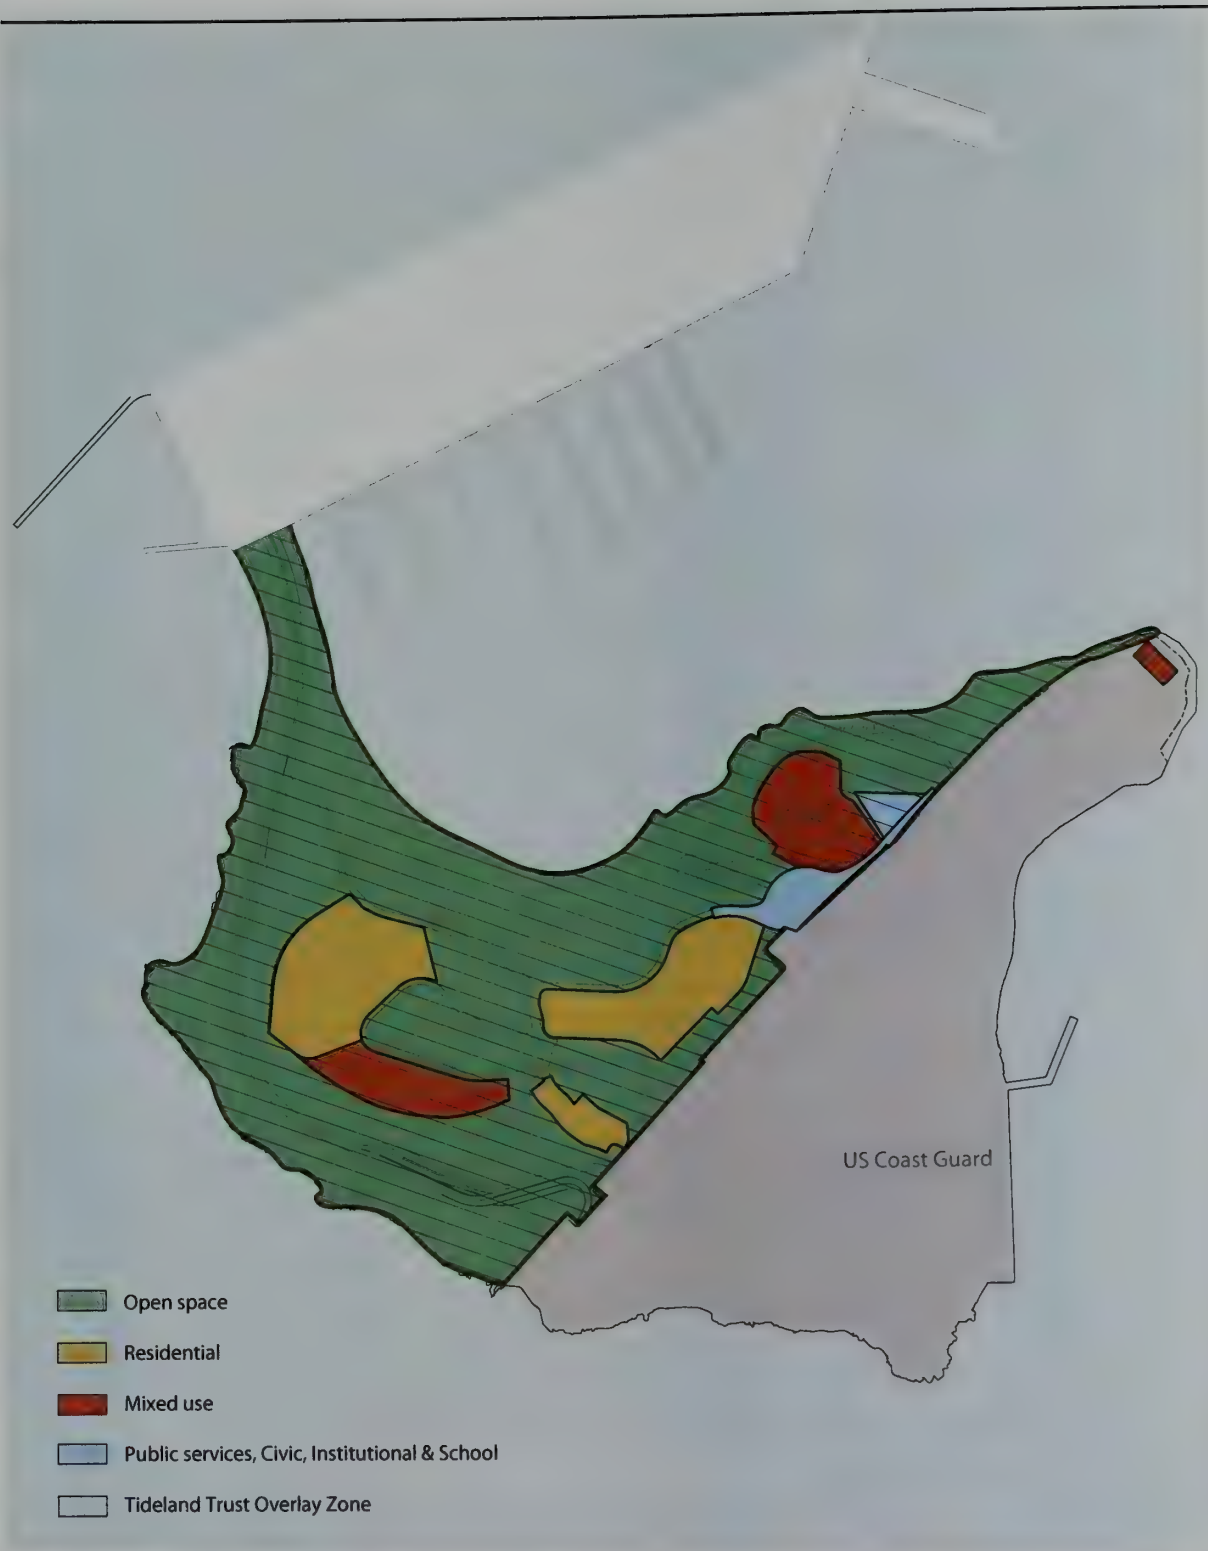 US Coast Guard
Open space
Residential
Mixed use
Public services, Civic, Institutional & School
Tideland Trust Overlay Zone